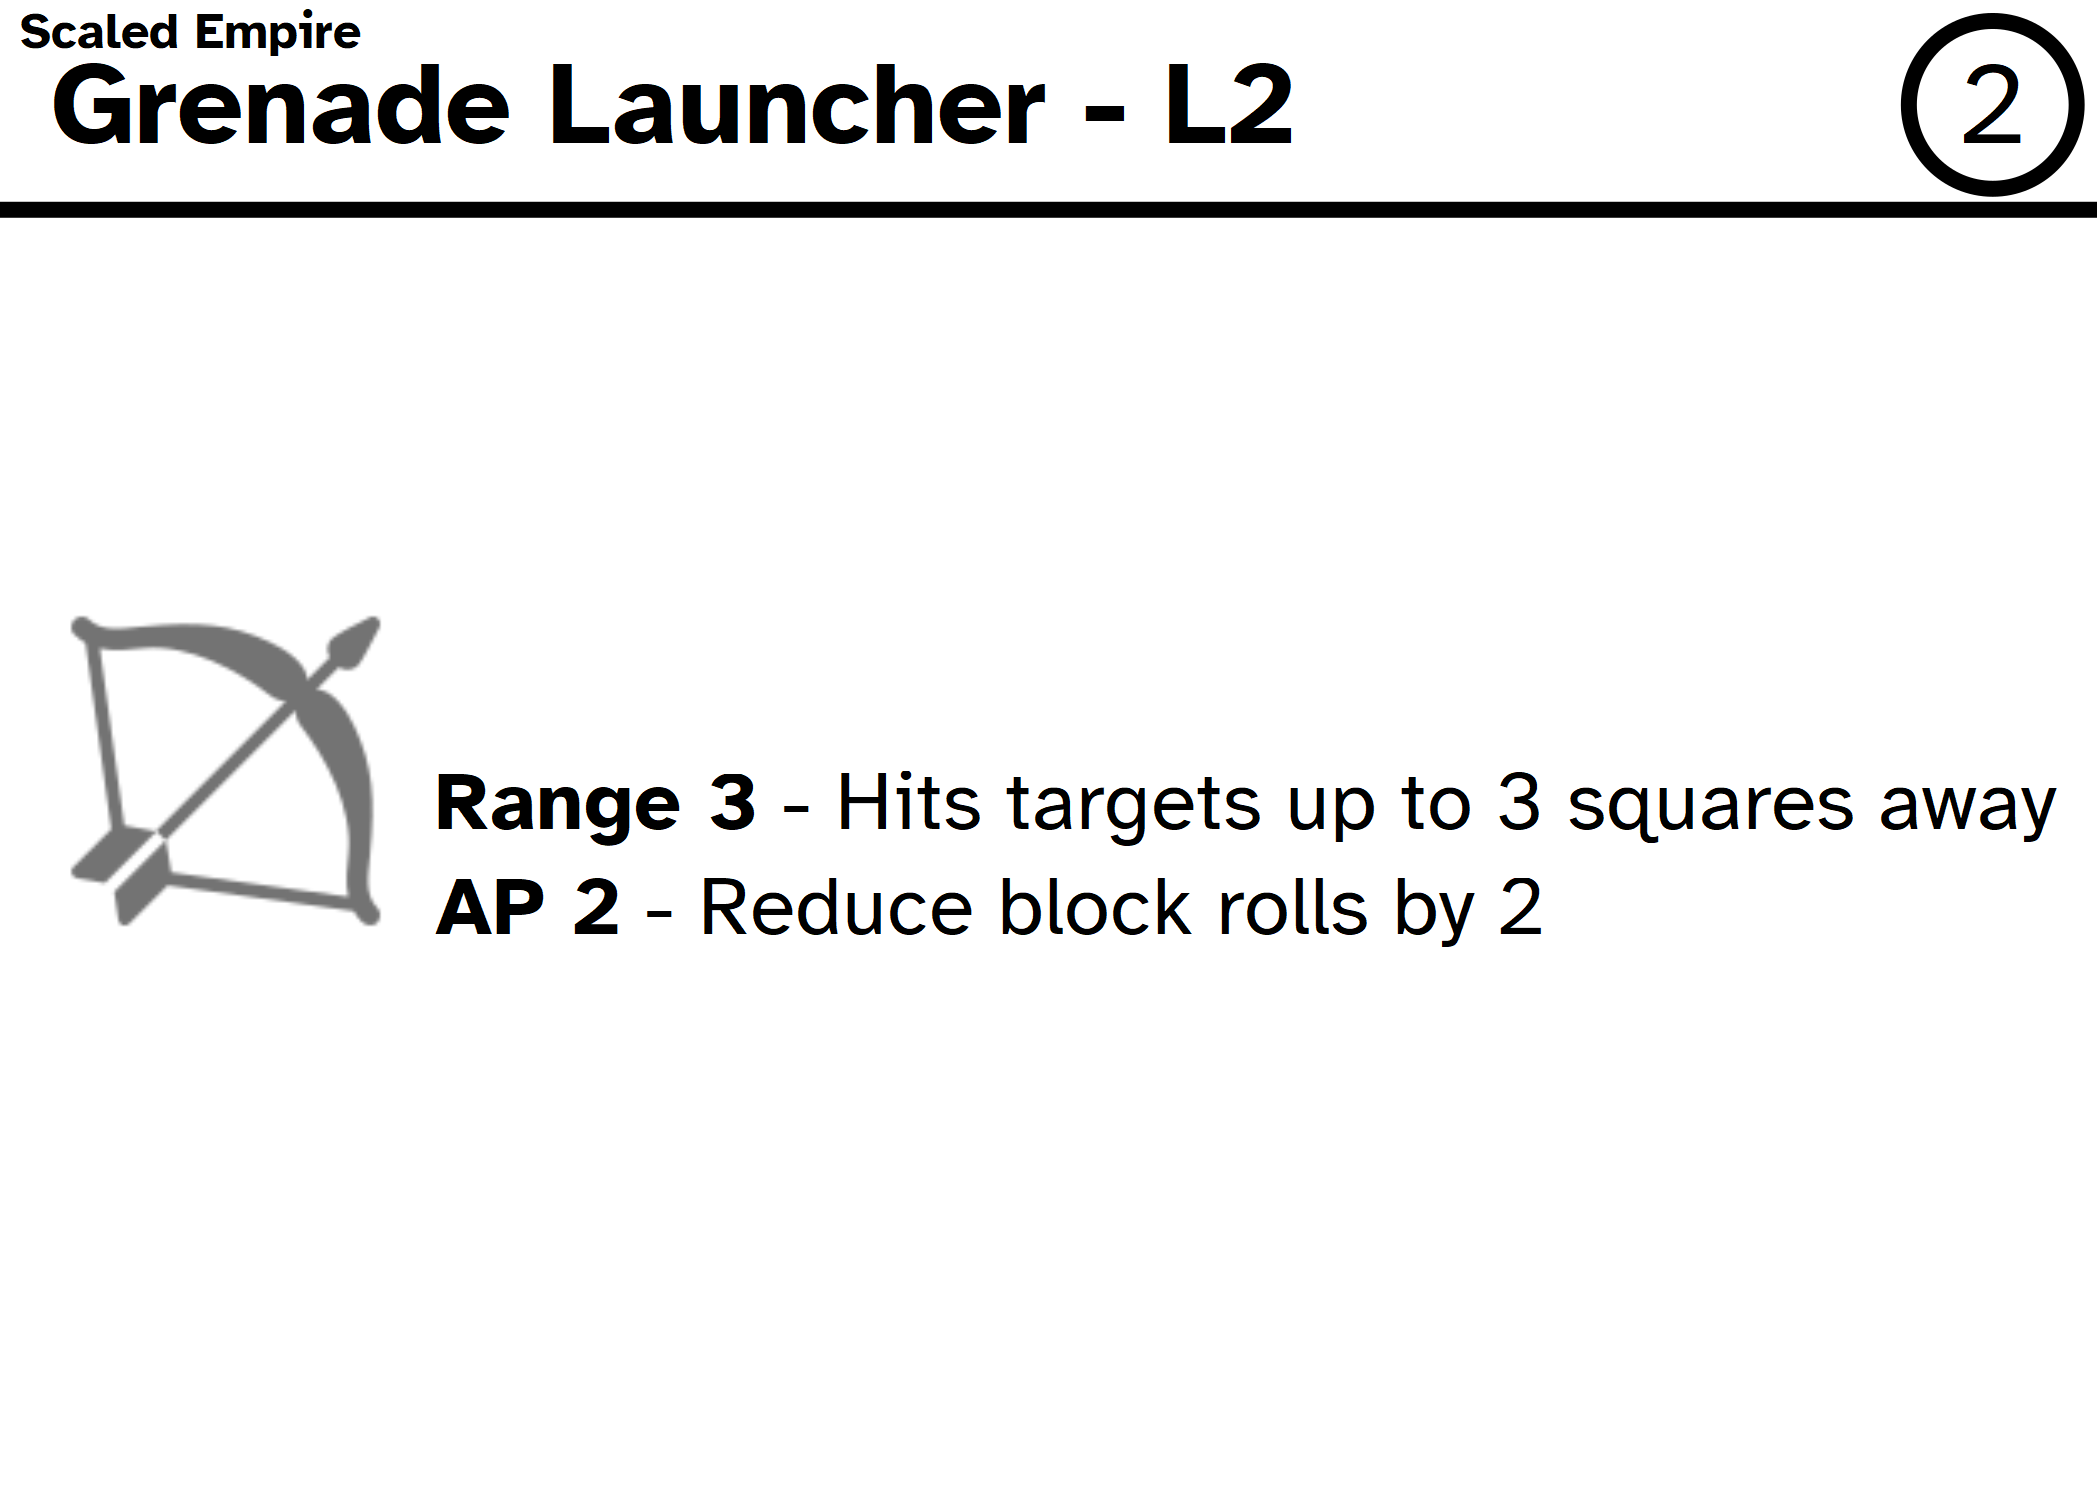 Scaled Empire
Grenade Launcher - L2
2
Range 3 - Hits targets up to 3 squares away
AP 2 - Reduce block rolls by 2